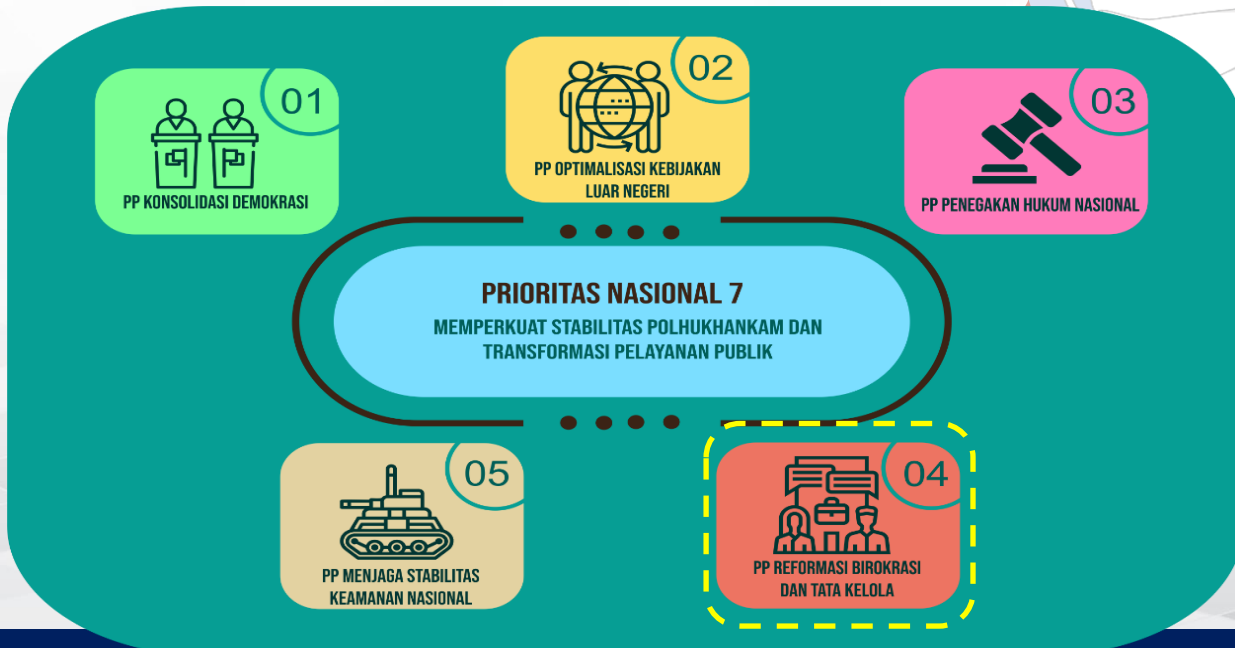 01
PP KONSOLIDASI DEMOKRASI
02
PP OPTIMALISASI KEBIJAKAN
LUAR NEGERI
03
PP PENEGAKAN HUKUM NASIONAL
PRIORITAS NASIONAL 7
MEMPERKUAT STABILITAS POLHUKHANKAM DAN
TRANSFORMASI PELAYANAN PUBLIK
05
PP MENJAGA STABILITAS
KEAMANAN NASIONAL
04
PP REFORMASI BIROKRASI
DAN TATA KELOLA